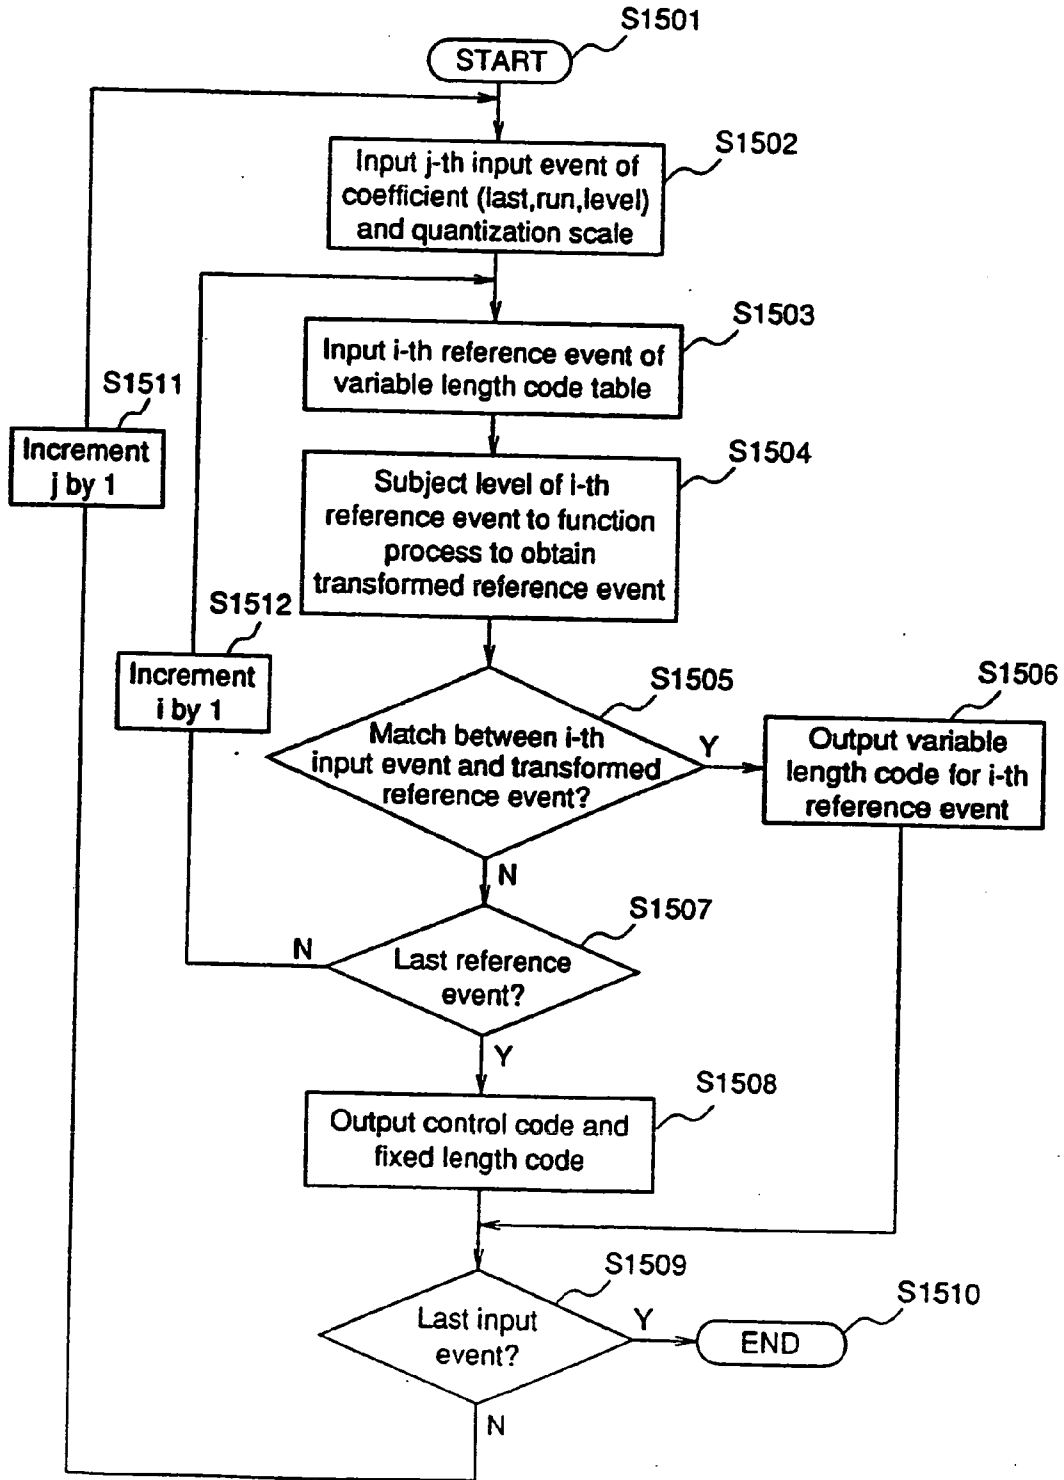 S1501
START
S1502
Input j-th input event of
coefficient (last,run,level)
and quantization scale
S1503
Input i-th reference event of
variable length code table
S1511
Increment
j by 1
S1504
Subject level of i-th
reference event to function
process to obtain
transformed reference event
S1512
Increment
i by 1
S1505
Match between i-th
input event and transformed
reference event?
Y
S1506
Output variable
length code for i-th
reference event
N
S1507
Last reference
event?
N
Y
S1508
Output control code and
fixed length code
S1509
Last input
event?
Y
S1510
END
N